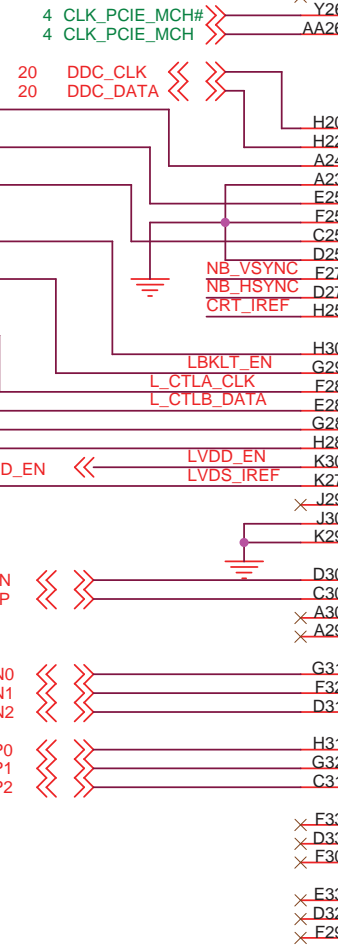 4 CLK_PCIE_MCH# Y26
4 CLK_PCIE_MCH AA26
20 DDC_CLK
20 DDC_DATA
H20
H22
A24
A23
E25
F25
C25
D25
NB_VSYNC F27
NB_HSYNC D27
CRT_IREF H25
H30
LBKLT_EN G29
L_CTLA_CLK F28
L_CTLB_DATA E28
G28
H28
D_EN LVDD_EN K30
LVDS_IREF K27
J29
J30
K29
N D30
P C30
A30
A29
N0 G31
N1 F32
N2 D31
P0 H31
P1 G32
P2 C31
F33
D33
F30
E33
D32
F29